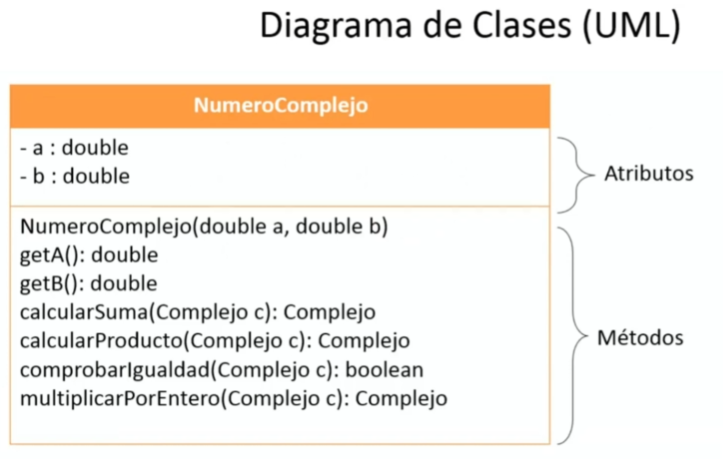 Diagrama de Clases (UML)
NumeroComplejo
- a : double
- b : double
Atributos
NumeroComplejo(double a, double b)
getA(): double
getB(): double
calcularSuma(Complejo c): Complejo
calcularProducto(Complejo c): Complejo
comprobarIgualdad(Complejo c): boolean
multiplicarPorEntero(Complejo c): Complejo
Métodos